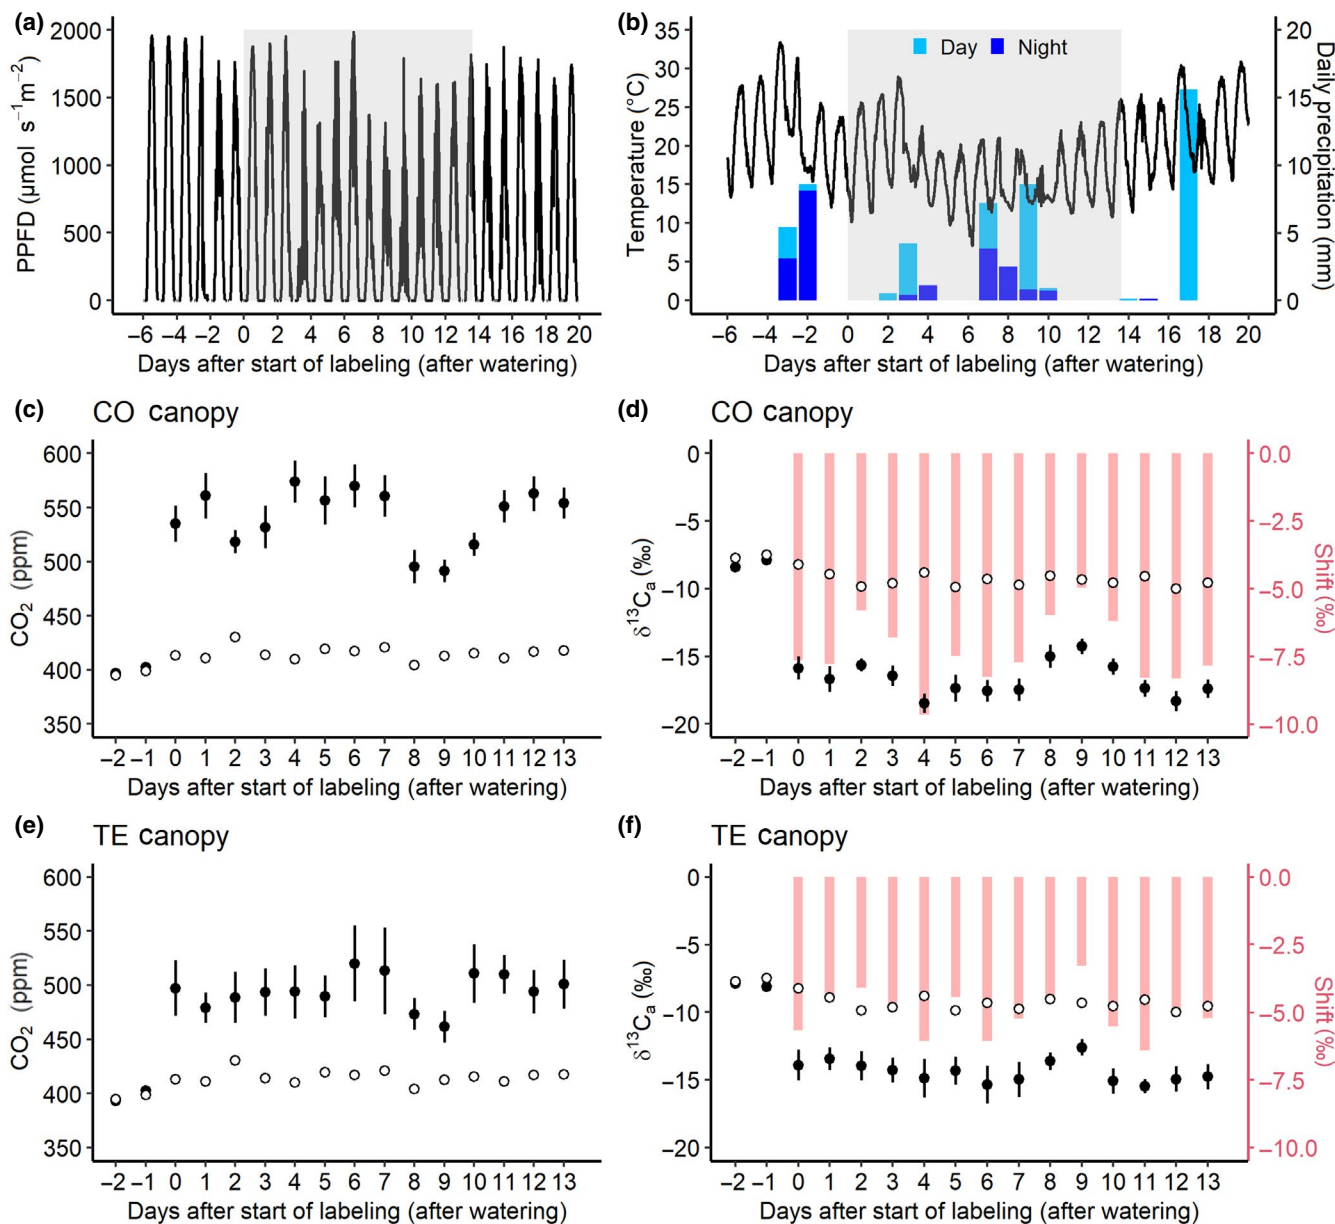 (a)
PPFD (μmol s⁻¹m⁻²)
2000
1500
1000
500
0
−6 −4 −2 0 2 4 6 8 10 12 14 16 18 20
Days after start of labeling (after watering)
(b)
Day Night
Temperature (°C)
35
30
25
20
15
10
5
0
Daily precipitation (mm)
20
15
10
5
0
−6 −4 −2 0 2 4 6 8 10 12 14 16 18 20
Days after start of labeling (after watering)
(c) CO canopy
CO₂ (ppm)
600
550
500
450
400
350
−2 −1 0 1 2 3 4 5 6 7 8 9 10 11 12 13
Days after start of labeling (after watering)
(d) CO canopy
δ¹³Cₐ (‰)
0
−5
−10
−15
−20
Shift (‰)
0.0
−2.5
−5.0
−7.5
−10.0
−2 −1 0 1 2 3 4 5 6 7 8 9 10 11 12 13
Days after start of labeling (after watering)
(e) TE canopy
CO₂ (ppm)
600
550
500
450
400
350
−2 −1 0 1 2 3 4 5 6 7 8 9 10 11 12 13
Days after start of labeling (after watering)
(f) TE canopy
δ¹³Cₐ (‰)
0
−5
−10
−15
−20
Shift (‰)
0.0
−2.5
−5.0
−7.5
−10.0
−2 −1 0 1 2 3 4 5 6 7 8 9 10 11 12 13
Days after start of labeling (after watering)